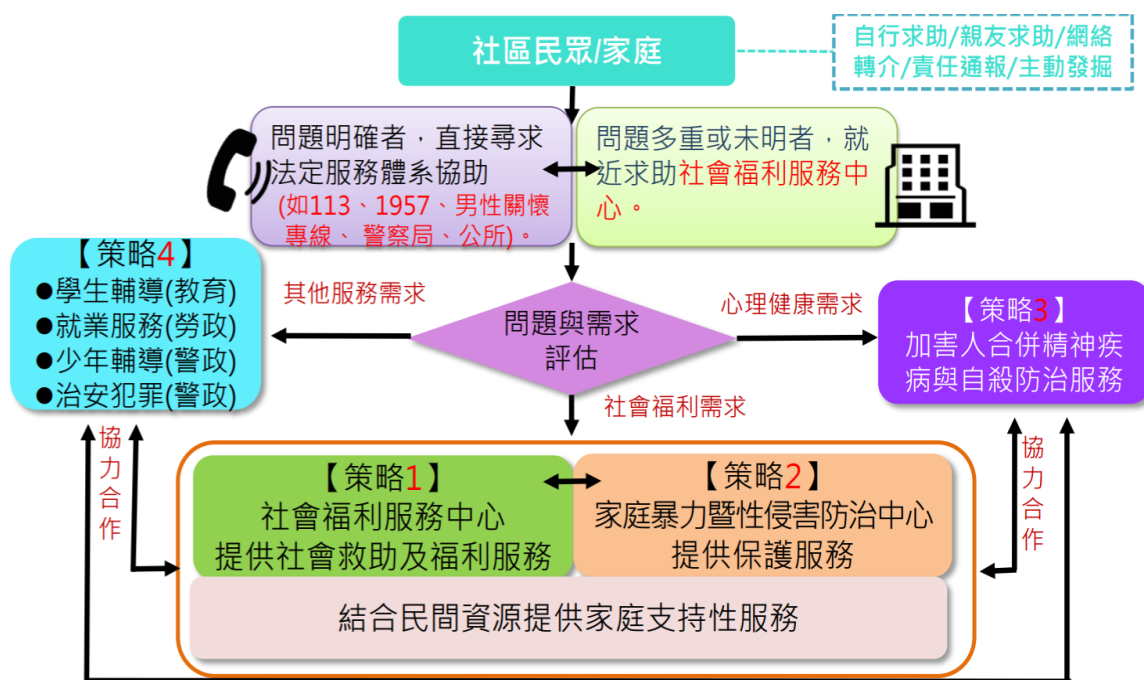 社區民眾/家庭
自行求助/親友求助/網絡
轉介/責任通報/主動發掘
問題明確者，直接尋求
法定服務體系協助
(如113、1957、男性關懷
專線、 警察局、公所)。
問題多重或未明者，就
近求助社會福利服務中
心。
【策略4】
●學生輔導(教育)
●就業服務(勞政)
●少年輔導(警政)
●治安犯罪(警政)
其他服務需求
問題與需求
評估
心理健康需求
【策略3】
加害人合併精神疾
病與自殺防治服務
社會福利需求
協
力
合
作
【策略1】
社會福利服務中心
提供社會救助及福利服務
【策略2】
家庭暴力暨性侵害防治中心
提供保護服務
協
力
合
作
結合民間資源提供家庭支持性服務